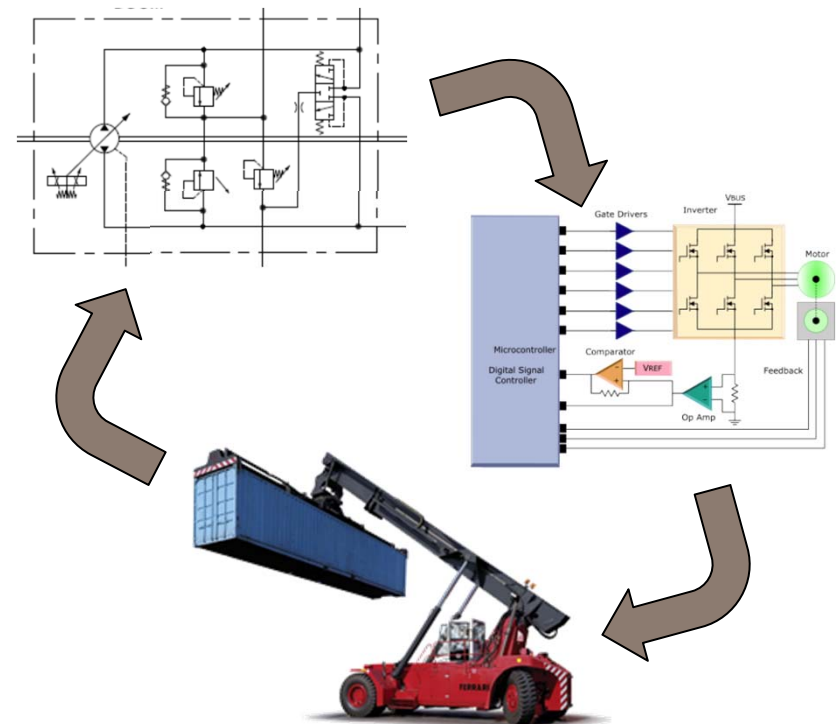 VBUS
Gate Drivers
Inverter
Motor
Microcontroller
Comparator
Digital Signal
Controller
VREF
Feedback
Op Amp
FERRARI